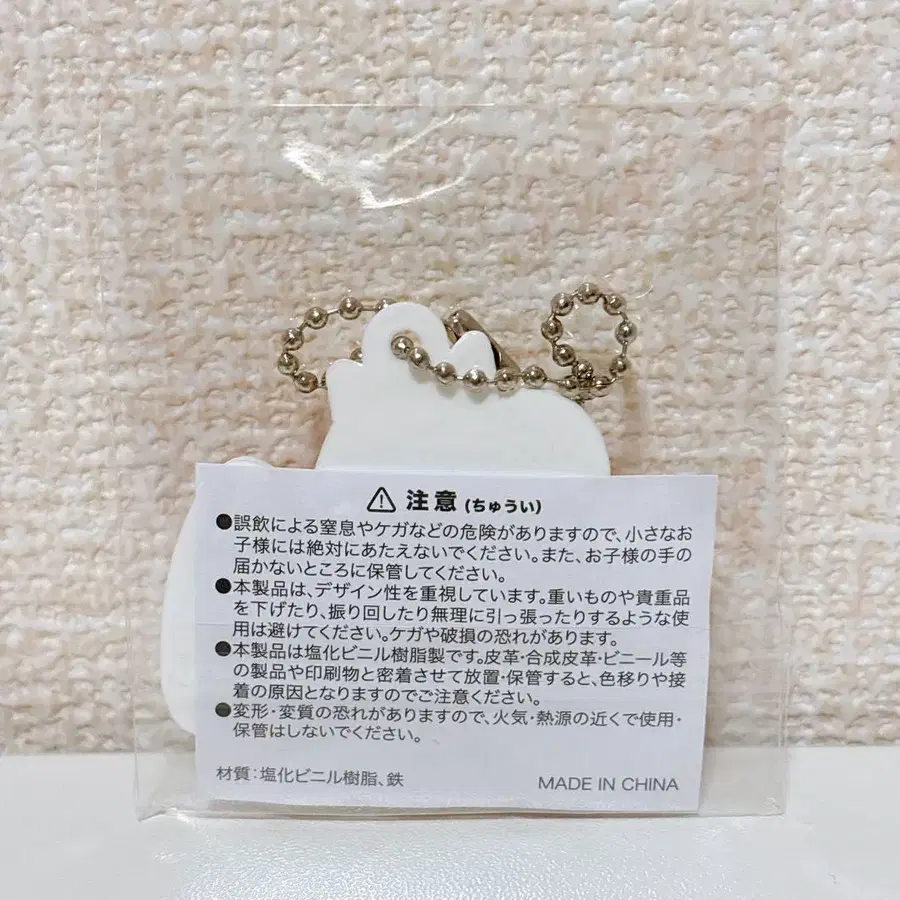 ⚠ 注意 (ちゅうい)
●誤飲による窒息やケガなどの危険がありますので、小さなお
子様には絶対にあたえないでください。また、お子様の手の
届かないところに保管してください。
●本製品は、デザイン性を重視しています。重いものや貴重品
を下げたり、振り回したり無理に引っ張ったりするような使
用は避けてください。ケガや破損の恐れがあります。
●本製品は塩化ビニル樹脂製です。皮革・合成皮革・ビニール等
の製品や印刷物と密着させて放置・保管すると、色移りや接
着の原因となりますのでご注意ください。
●変形・変質の恐れがありますので、火気・熱源の近くで使用・
保管はしないでください。
材質：塩化ビニル樹脂、鉄
MADE IN CHINA